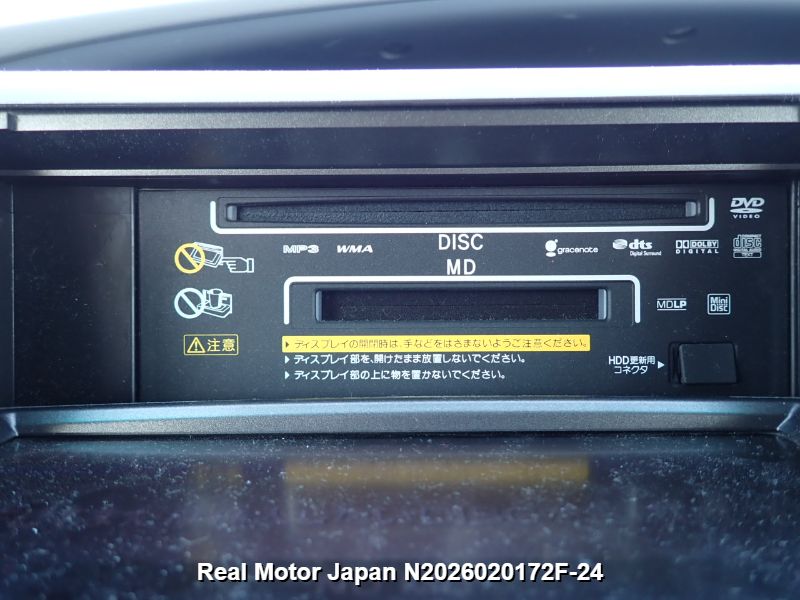 DVD
VIDEO
MP3 WMA DISC gracenote dts DOLBY DIGITAL COMPACT disc
Digital Surround DIGITAL AUDIO
TEXT
MD
MDLP Mini Disc
注意
ディスプレイの開閉時は、手などをはさまないようご注意ください。
ディスプレイ部を、開けたまま放置しないでください。
ディスプレイ部の上に物を置かないでください。
HDD更新用
コネクタ
Real Motor Japan N2026020172F-24